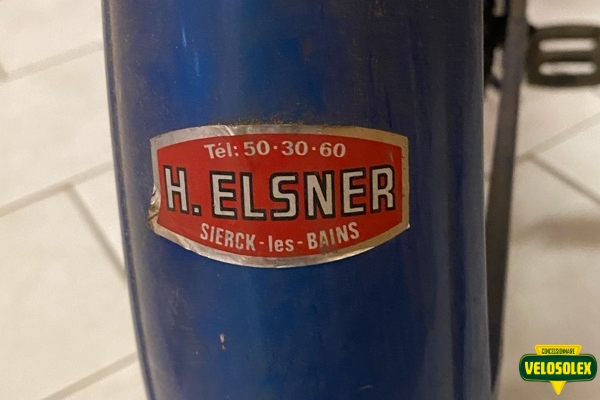 Tél: 50·30·60
H. ELSNER
SIERCK-les-BAINS
CONCESSIONNAIRE
VELOSOLEX